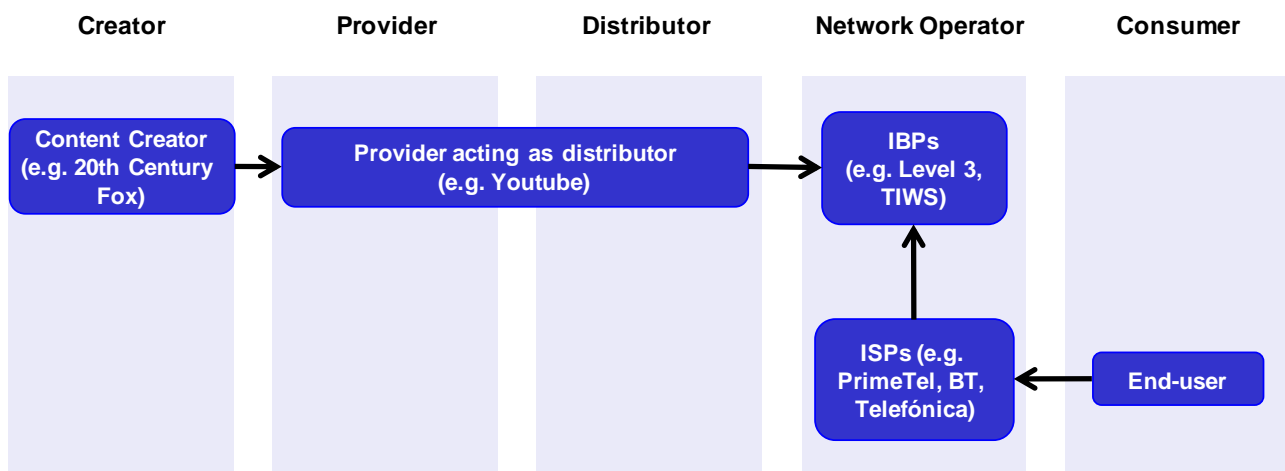 Creator
Provider
Distributor
Network Operator
Consumer
Content Creator
(e.g. 20th Century
Fox)
Provider acting as distributor
(e.g. Youtube)
IBPs
(e.g. Level 3,
TIWS)
ISPs (e.g.
PrimeTel, BT,
Telefónica)
End-user